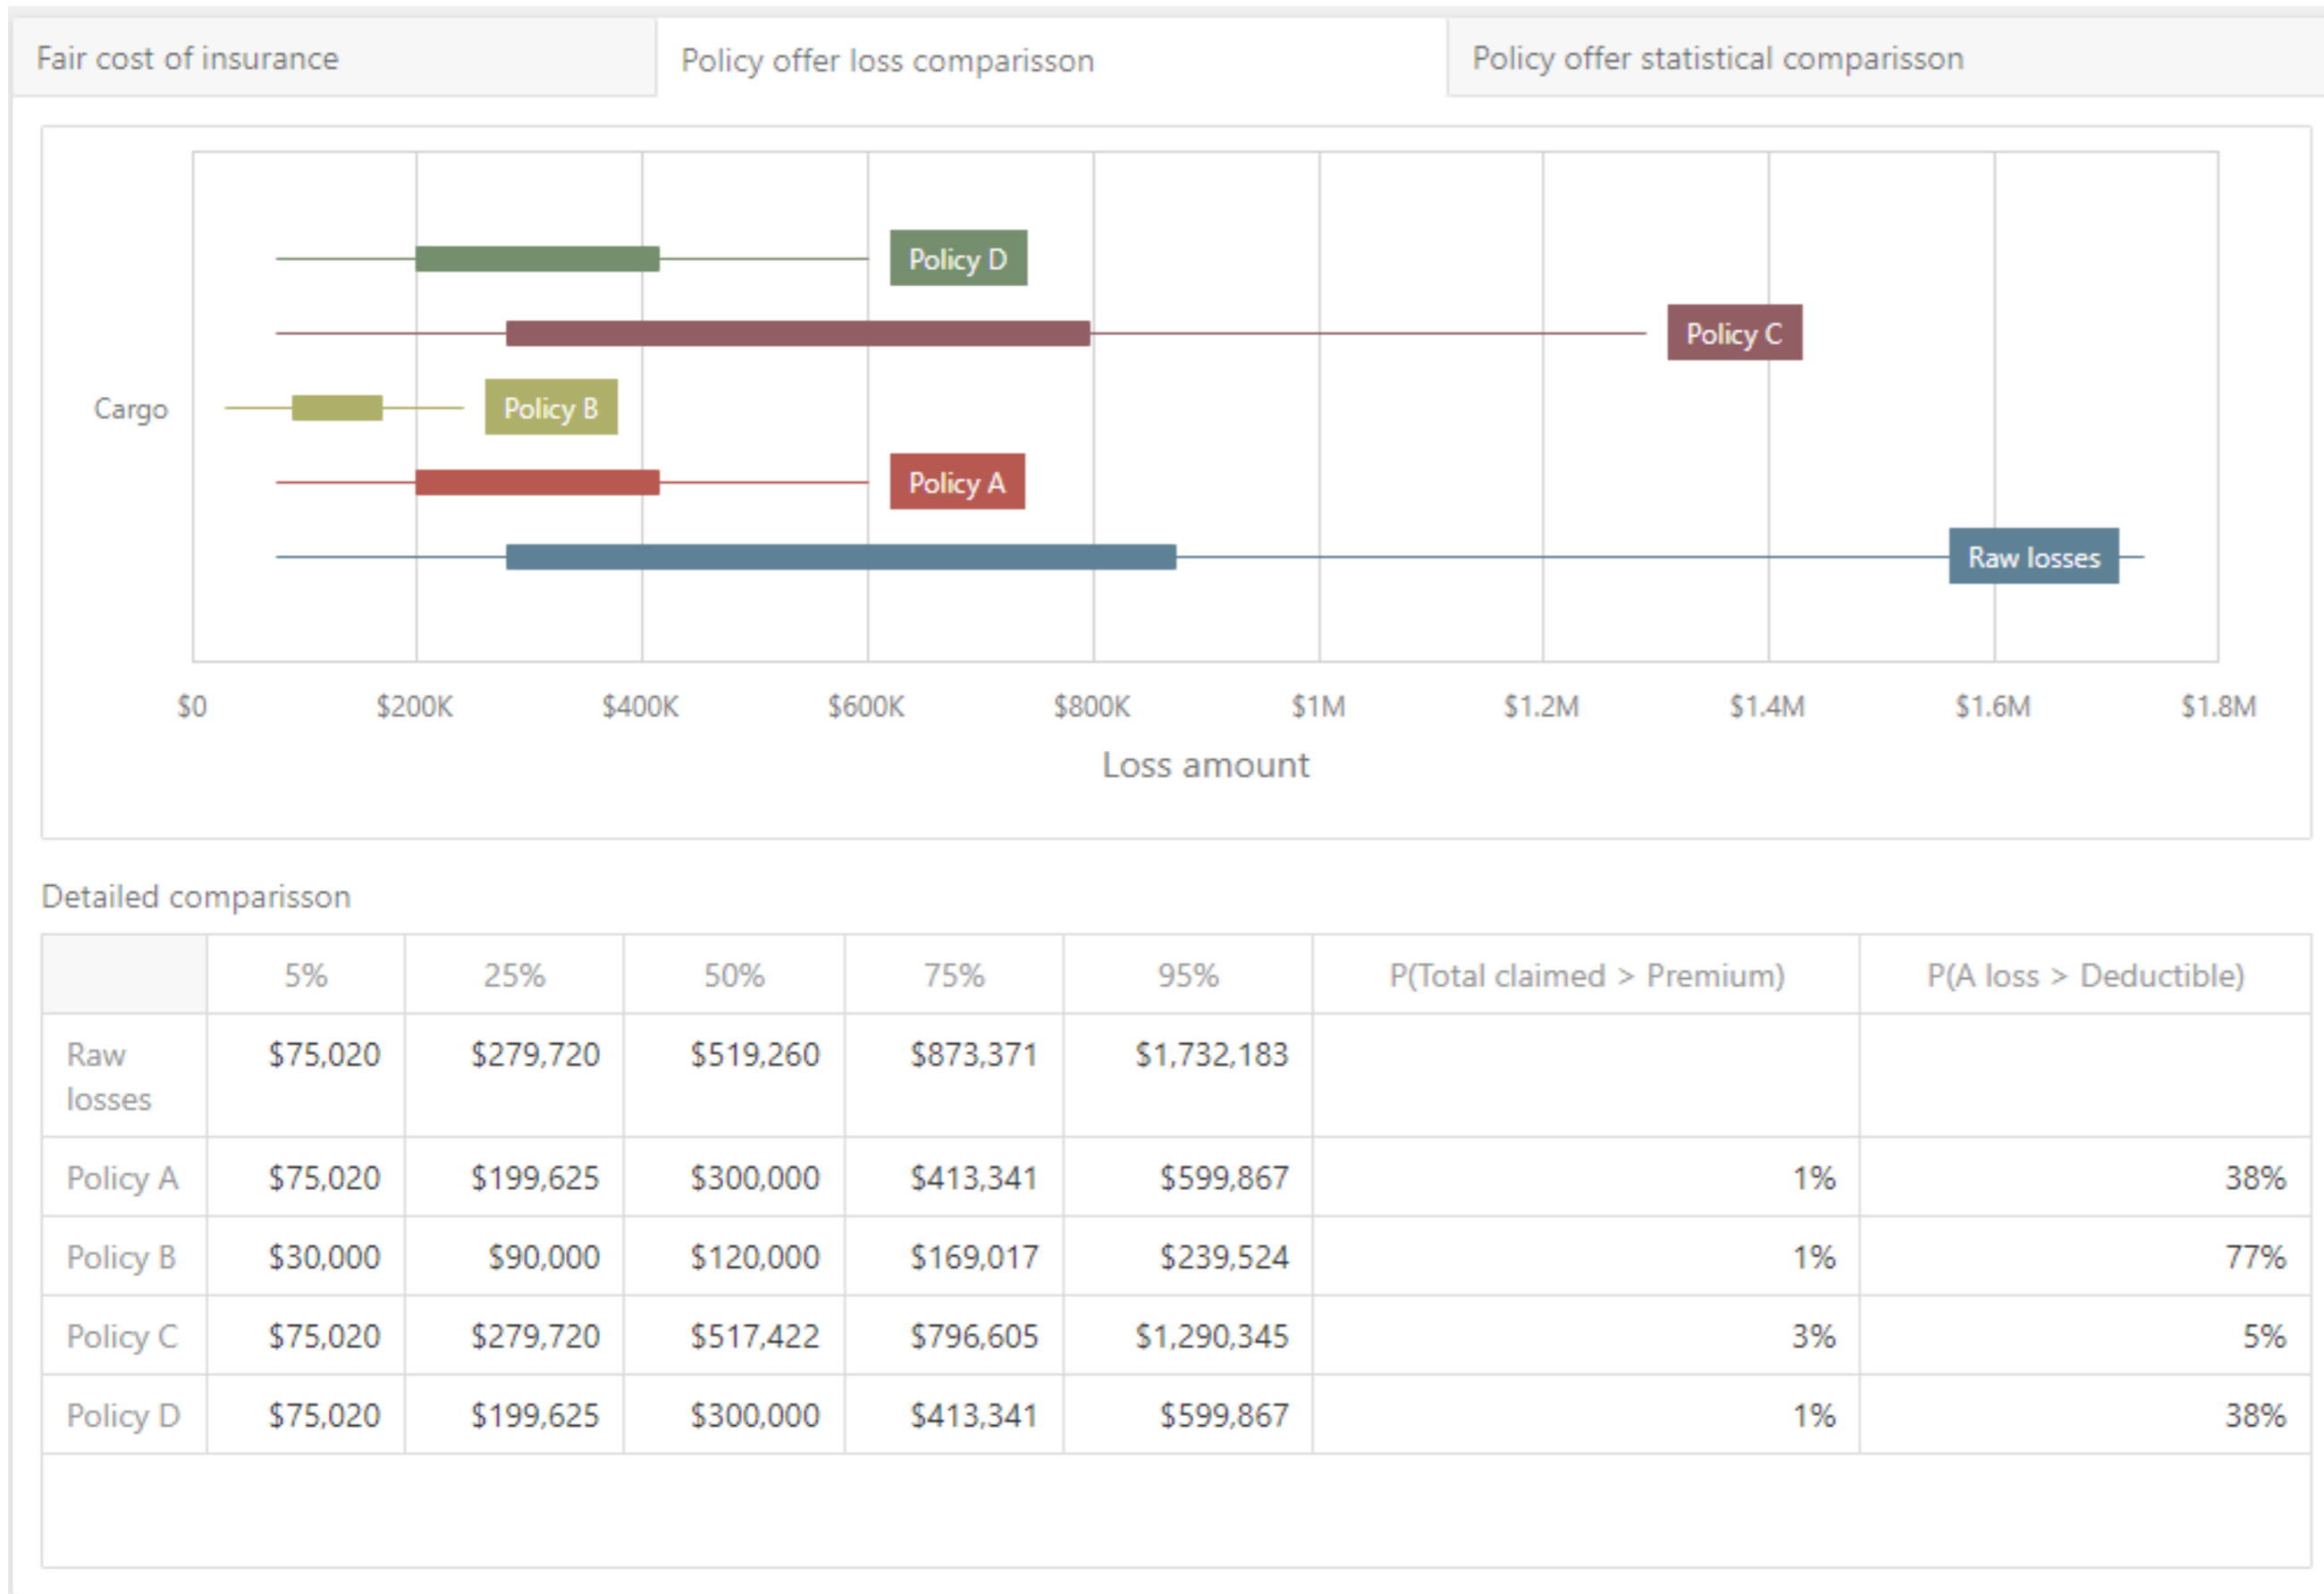 Fair cost of insurance
Policy offer loss comparisson
Policy offer statistical comparisson
Policy D
Policy C
Cargo
Policy B
Policy A
Raw losses
$0 $200K $400K $600K $800K $1M $1.2M $1.4M $1.6M $1.8M
Loss amount
Detailed comparisson
5% 25% 50% 75% 95% P(Total claimed > Premium) P(A loss > Deductible)
Raw $75,020 $279,720 $519,260 $873,371 $1,732,183
losses
Policy A $75,020 $199,625 $300,000 $413,341 $599,867 1% 38%
Policy B $30,000 $90,000 $120,000 $169,017 $239,524 1% 77%
Policy C $75,020 $279,720 $517,422 $796,605 $1,290,345 3% 5%
Policy D $75,020 $199,625 $300,000 $413,341 $599,867 1% 38%